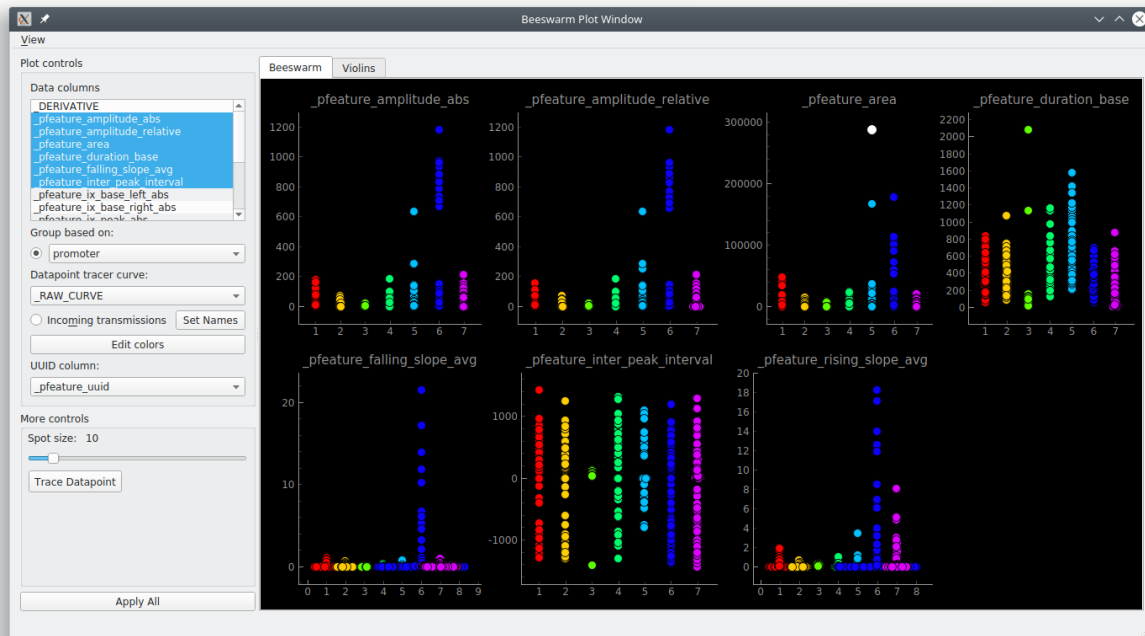 Beeswarm Plot Window
View
Plot controls
Data columns
_DERIVATIVE
_pfeature_amplitude_abs
_pfeature_amplitude_relative
_pfeature_area
_pfeature_duration_base
_pfeature_falling_slope_avg
_pfeature_inter_peak_interval
_pfeature_ix_base_left_abs
_pfeature_ix_base_right_abs
_pfeature_ix_peak_abs
Group based on:
promoter
Datapoint tracer curve:
_RAW_CURVE
Incoming transmissions Set Names
Edit colors
UUID column:
_pfeature_uuid
More controls
Spot size: 10
Trace Datapoint
Apply All
Beeswarm Violins
_pfeature_amplitude_abs
1200
1000
800
600
400
200
0
1 2 3 4 5 6 7
_pfeature_amplitude_relative
1200
1000
800
600
400
200
0
1 2 3 4 5 6 7
_pfeature_area
300000
200000
100000
0
1 2 3 4 5 6 7
_pfeature_duration_base
2200
2000
1800
1600
1400
1200
1000
800
600
400
200
0
1 2 3 4 5 6 7
_pfeature_falling_slope_avg
20
10
0
0 1 2 3 4 5 6 7 8 9
_pfeature_inter_peak_interval
1000
0
-1000
1 2 3 4 5 6 7
_pfeature_rising_slope_avg
20
18
16
14
12
10
8
6
4
2
0
0 1 2 3 4 5 6 7 8